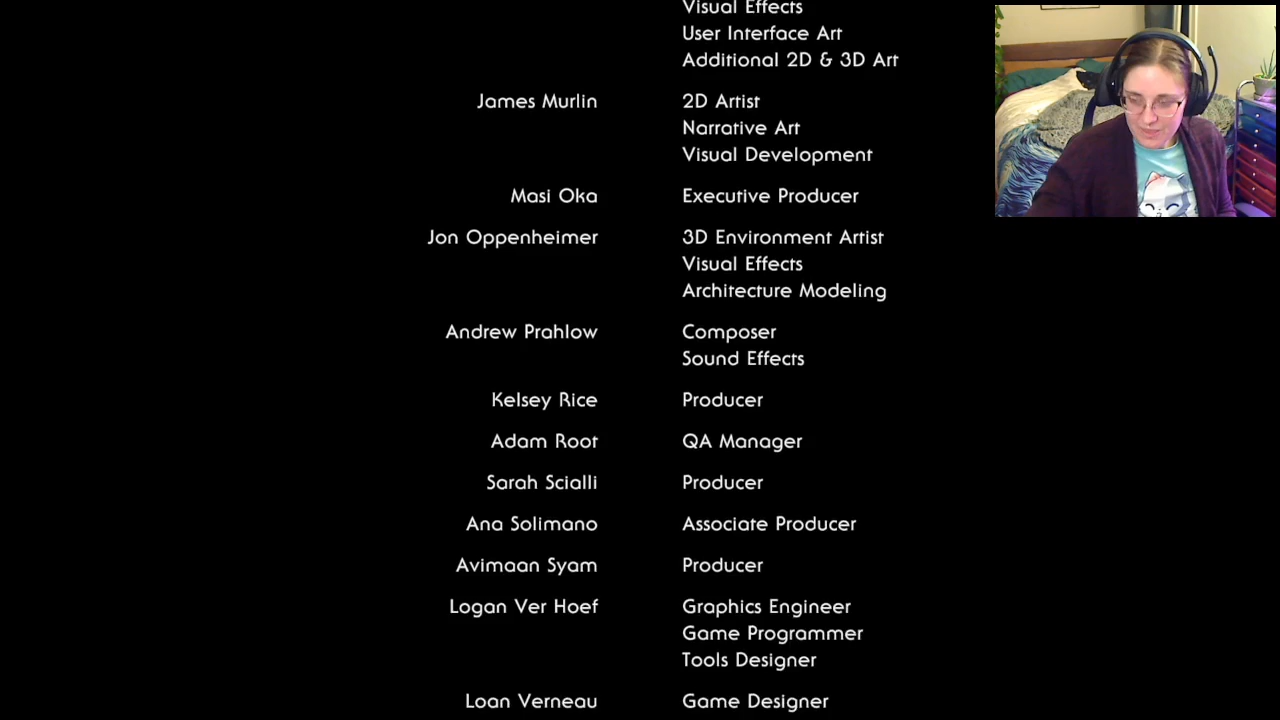 Visual Effects
User Interface Art
Additional 2D & 3D Art
James Murlin 2D Artist
Narrative Art
Visual Development
Masi Oka Executive Producer
Jon Oppenheimer 3D Environment Artist
Visual Effects
Architecture Modeling
Andrew Prahlow Composer
Sound Effects
Kelsey Rice Producer
Adam Root QA Manager
Sarah Scialli Producer
Ana Solimano Associate Producer
Avimaan Syam Producer
Logan Ver Hoef Graphics Engineer
Game Programmer
Tools Designer
Loan Verneau Game Designer